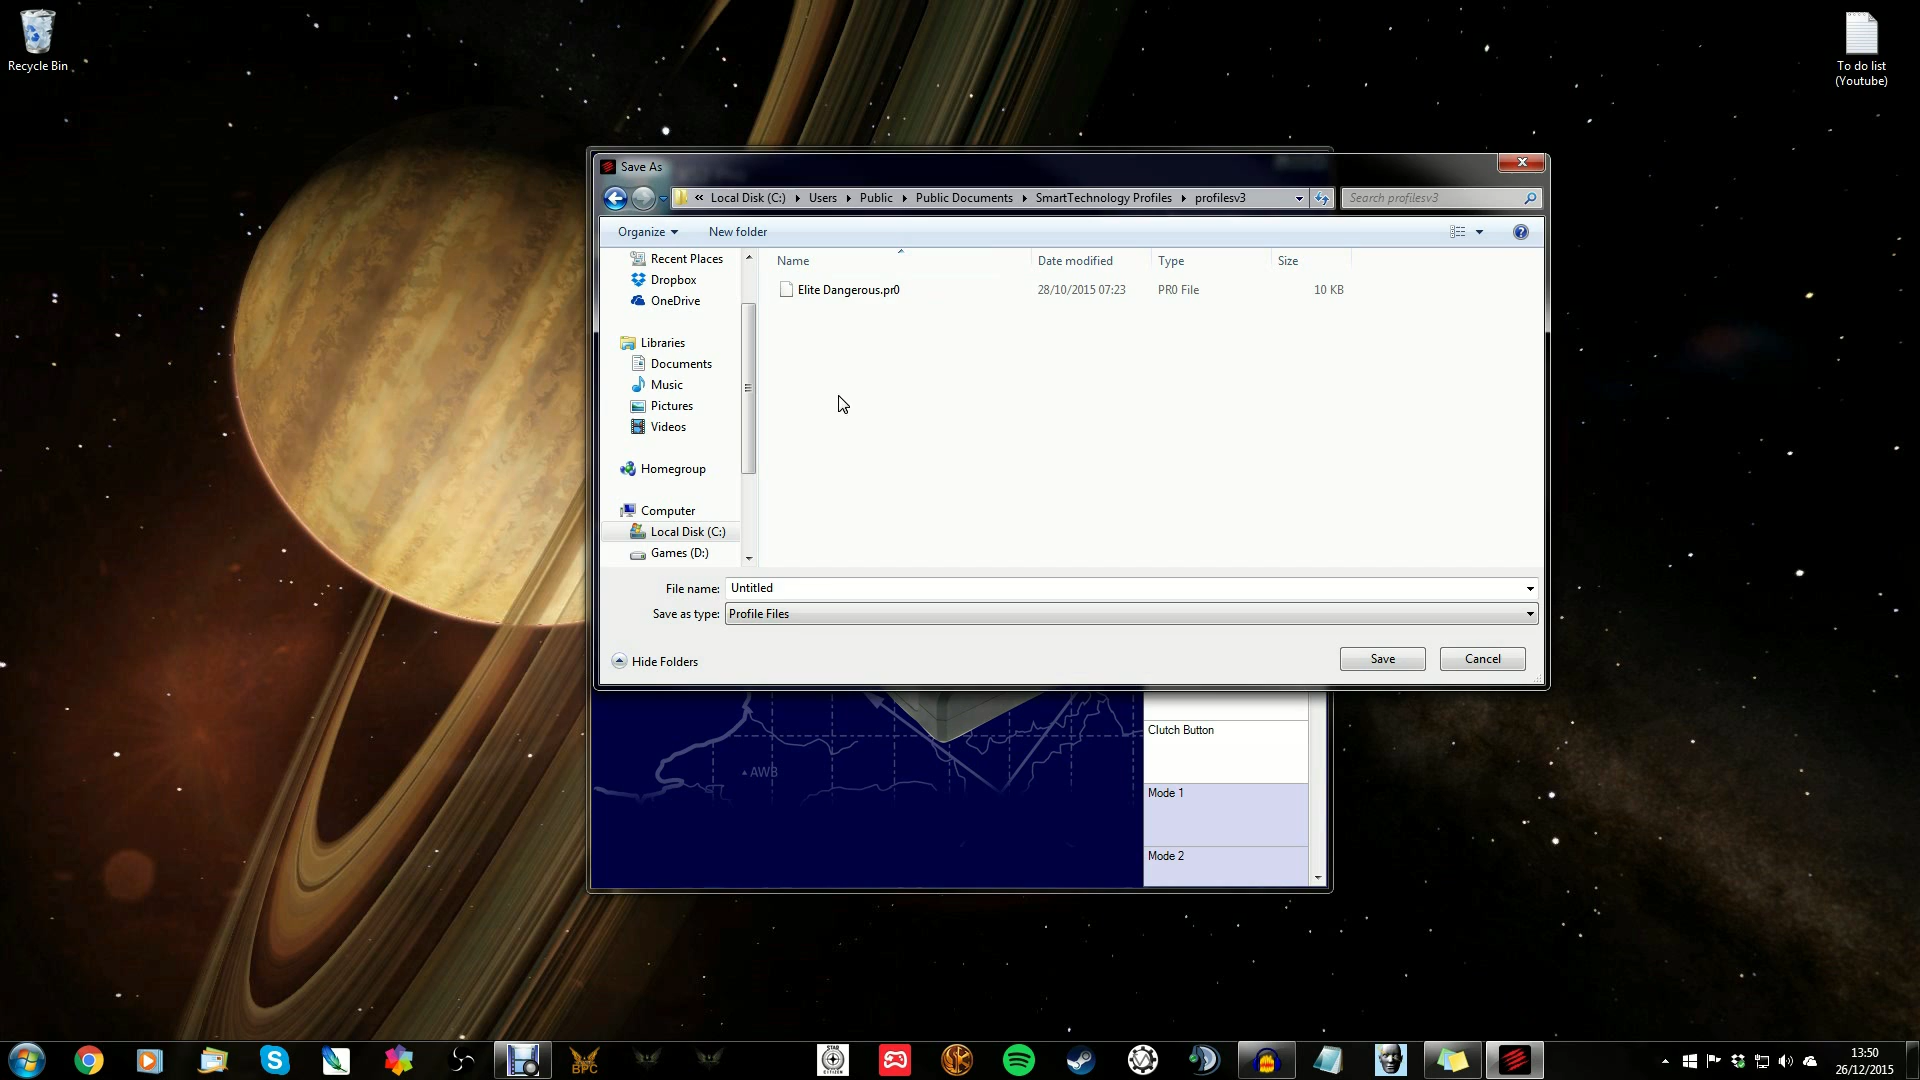 Recycle Bin
To do list
(Youtube)
Save As
« Local Disk (C:) Users Public Public Documents SmartTechnology Profiles profilesv3
Search profilesv3
Organize New folder
Recent Places
Dropbox
OneDrive
Libraries
Documents
Music
Pictures
Videos
Homegroup
Computer
Local Disk (C:)
Games (D:)
Name Date modified Type Size
Elite Dangerous.pr0 28/10/2015 07:23 PR0 File 10 KB
File name: Untitled
Save as type: Profile Files
Hide Folders
Save Cancel
Clutch Button
AWB
Mode 1
Mode 2
BPC
STAR
CITIZEN
13:50
26/12/2015